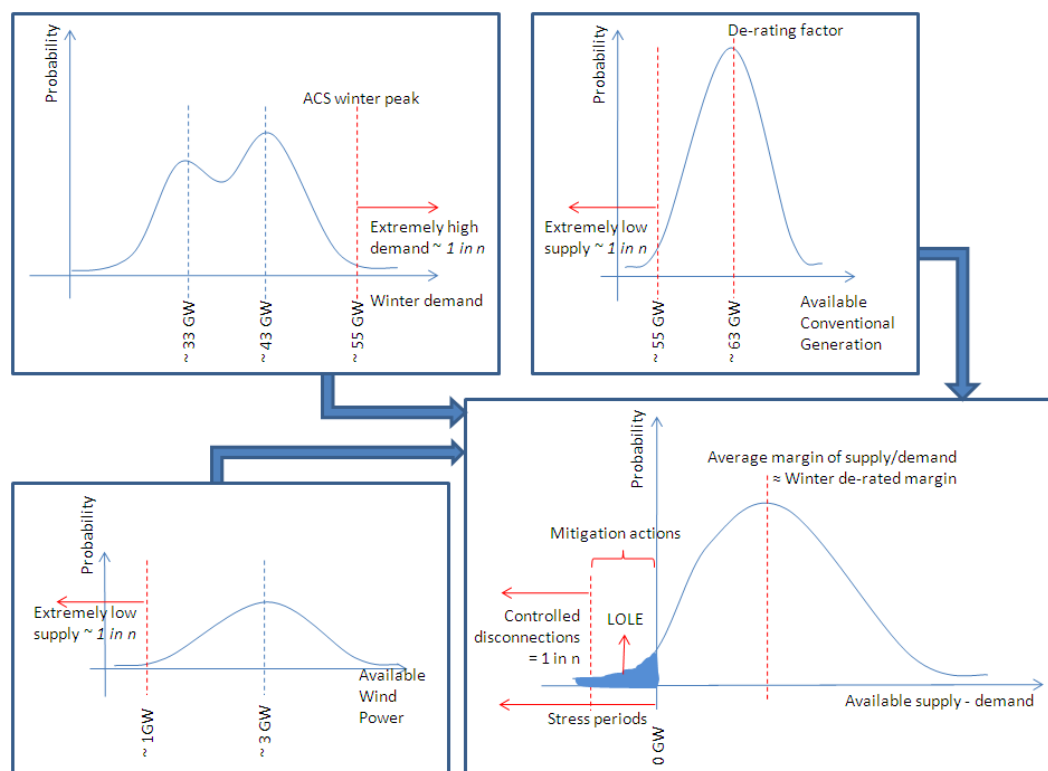 Probability
ACS winter peak
Extremely high
demand ~ 1 in n
Winter demand
~ 33 GW
~ 43 GW
~ 55 GW
Probability
De-rating factor
Extremely low
supply ~ 1 in n
Available
Conventional
Generation
~ 55 GW
~ 63 GW
Probability
Extremely low
supply ~ 1 in n
Available
Wind
Power
~ 1GW
~ 3 GW
Probability
Average margin of supply/demand
≈ Winter de-rated margin
Mitigation actions
Controlled
disconnections
= 1 in n
LOLE
Stress periods
Available supply - demand
0 GW